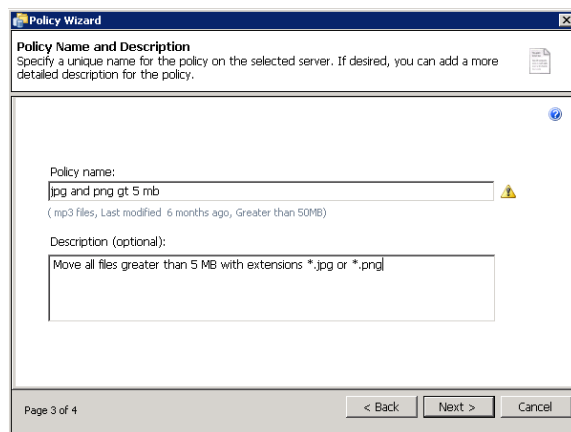 Policy Wizard
Policy Name and Description
Specify a unique name for the policy on the selected server. If desired, you can add a more
detailed description for the policy.
Policy name:
jpg and png gt 5 mb
( mp3 files, Last modified 6 months ago, Greater than 50MB)
Description (optional):
Move all files greater than 5 MB with extensions *.jpg or *.png
Page 3 of 4
< Back
Next >
Cancel